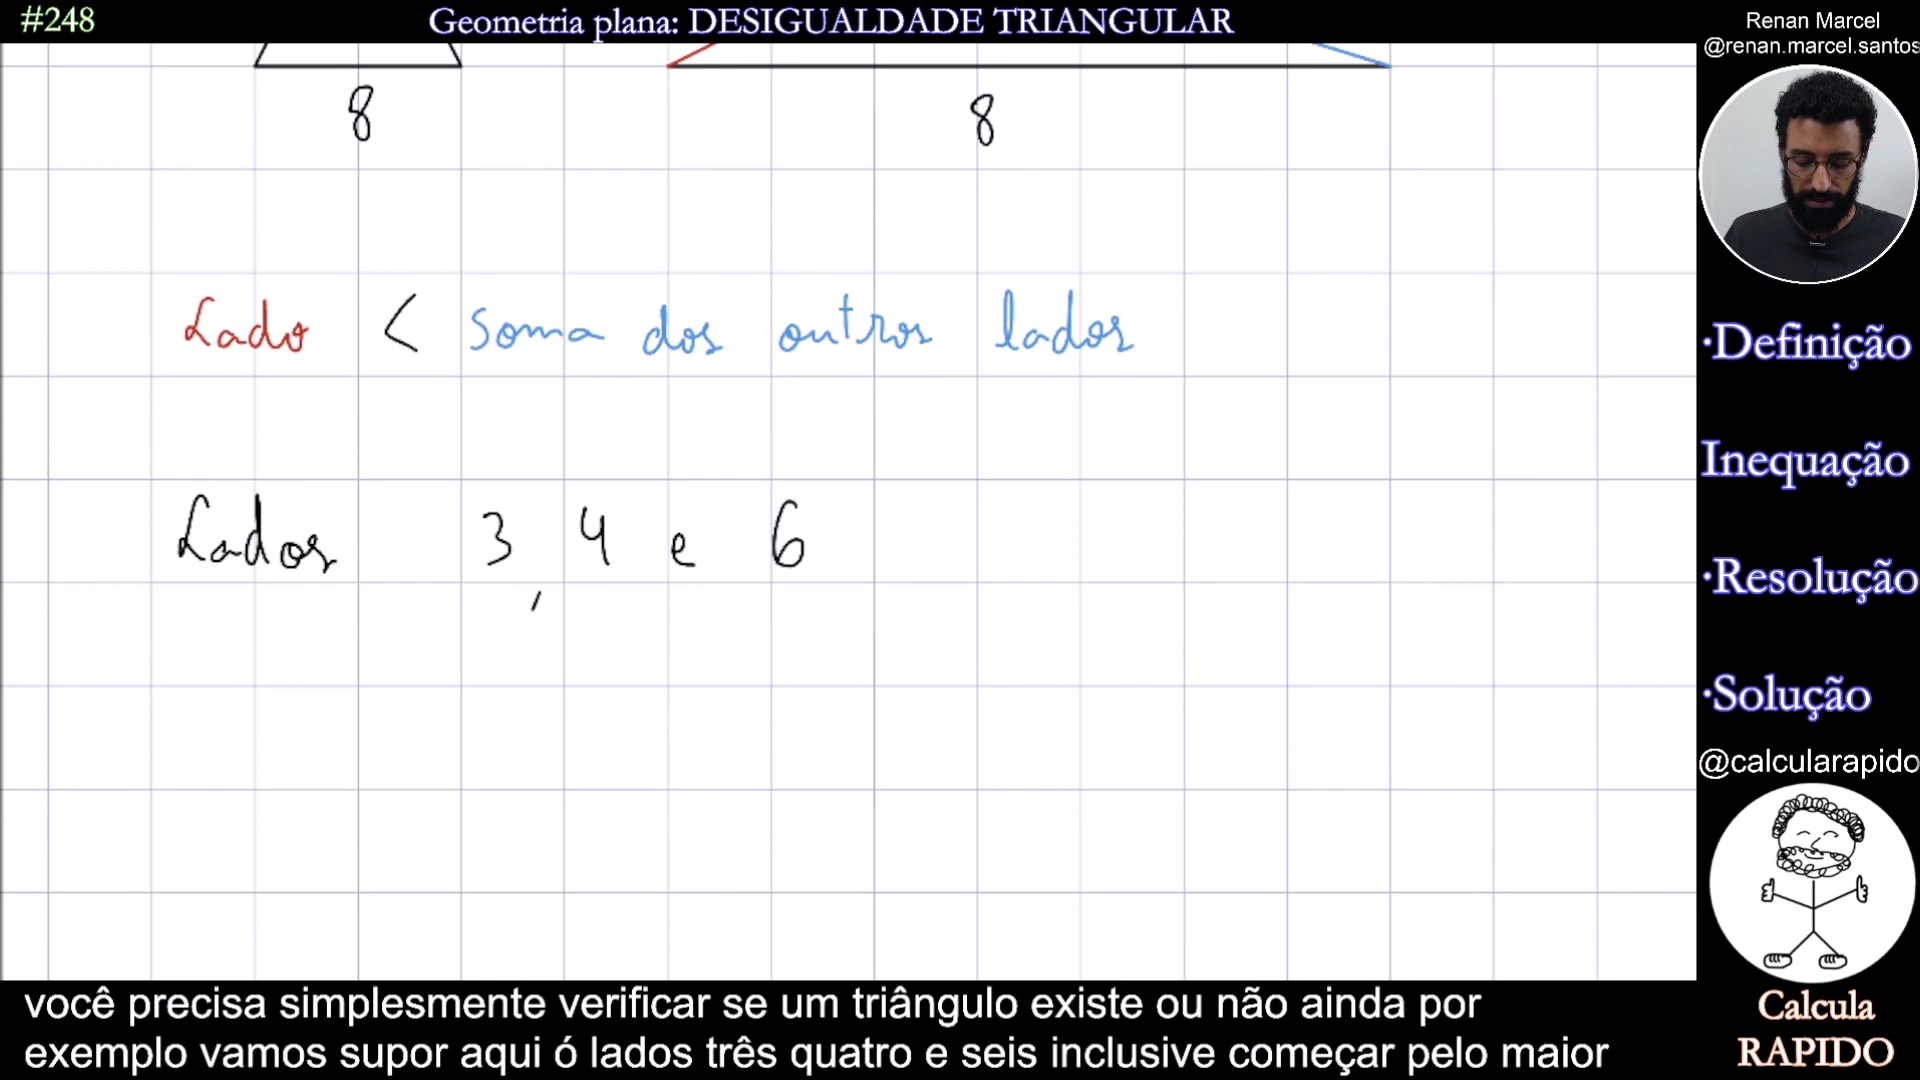 #248
Geometria plana: DESIGUALDADE TRIANGULAR
Renan Marcel
@renan.marcel.santos
8 8
Lado < Soma dos outros lados
Lados 3, 4 e 6
·Definição
Inequação
·Resolução
·Solução
@calcularapido
Calcula
RAPIDO
você precisa simplesmente verificar se um triângulo existe ou não ainda por
exemplo vamos supor aqui ó lados três quatro e seis inclusive começar pelo maior